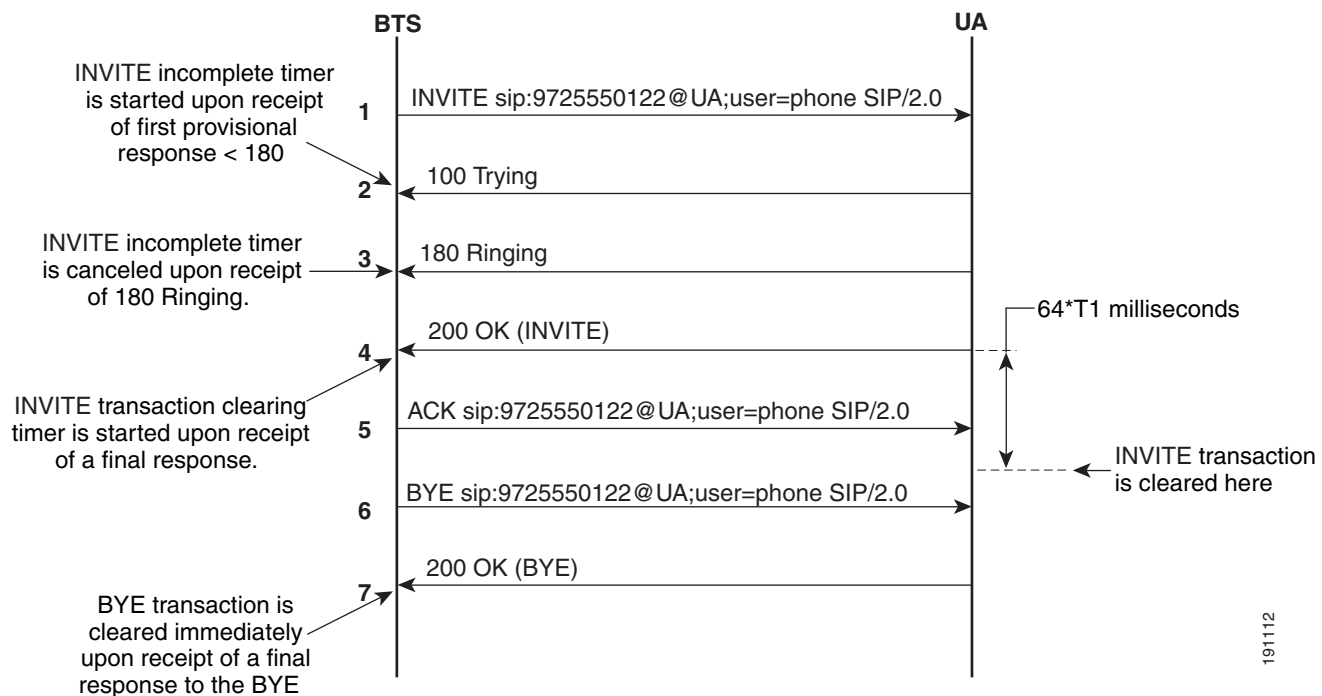 BTS
UA
INVITE incomplete timer
is started upon receipt
of first provisional
response < 180
1
INVITE sip:9725550122@UA;user=phone SIP/2.0
2
100 Trying
INVITE incomplete timer
is canceled upon receipt
of 180 Ringing.
3
180 Ringing
64*T1 milliseconds
4
200 OK (INVITE)
INVITE transaction clearing
timer is started upon receipt
of a final response.
5
ACK sip:9725550122@UA;user=phone SIP/2.0
INVITE transaction
is cleared here
6
BYE sip:9725550122@UA;user=phone SIP/2.0
7
200 OK (BYE)
BYE transaction is
cleared immediately
upon receipt of a final
response to the BYE
191112